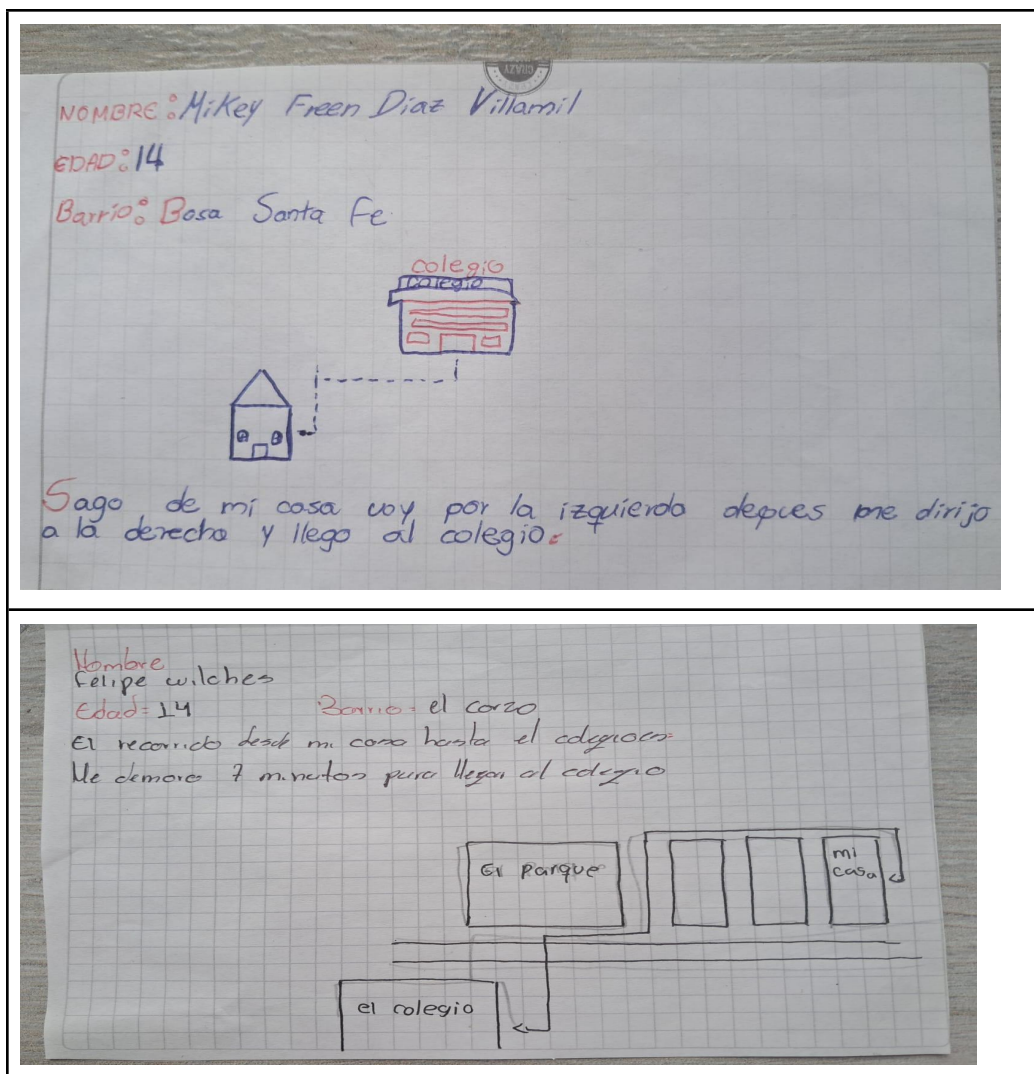 CRAZY
NOMBRE: Mikey Freen Diaz Villamil
EDAD: 14
Barrio: Bosa Santa Fe
colegio
colegio
Sago de mi casa voy por la izquierda depues me dirijo
a la derecha y llego al colegio.
Nombre
Felipe wilches
Edad= 14 Barrio= el corzo
El recorrido desde mi casa hasta el colegio es:
Me demoro 7 minutos para llegar al colegio
El Parque
mi
casa
el colegio